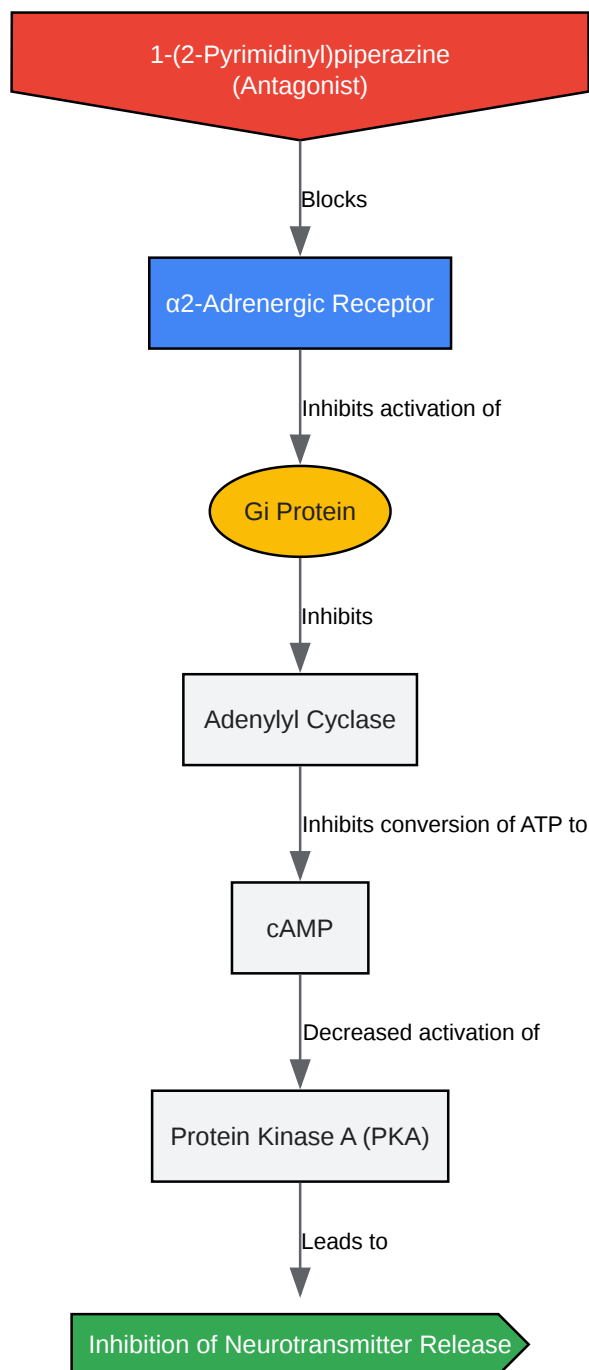 1-(2-Pyrimidinyl)piperazine
(Antagonist)
Blocks
α2-Adrenergic Receptor
Inhibits activation of
Gi Protein
Inhibits
Adenylyl Cyclase
Inhibits conversion of ATP to
cAMP
Decreased activation of
Protein Kinase A (PKA)
Leads to
Inhibition of Neurotransmitter Release